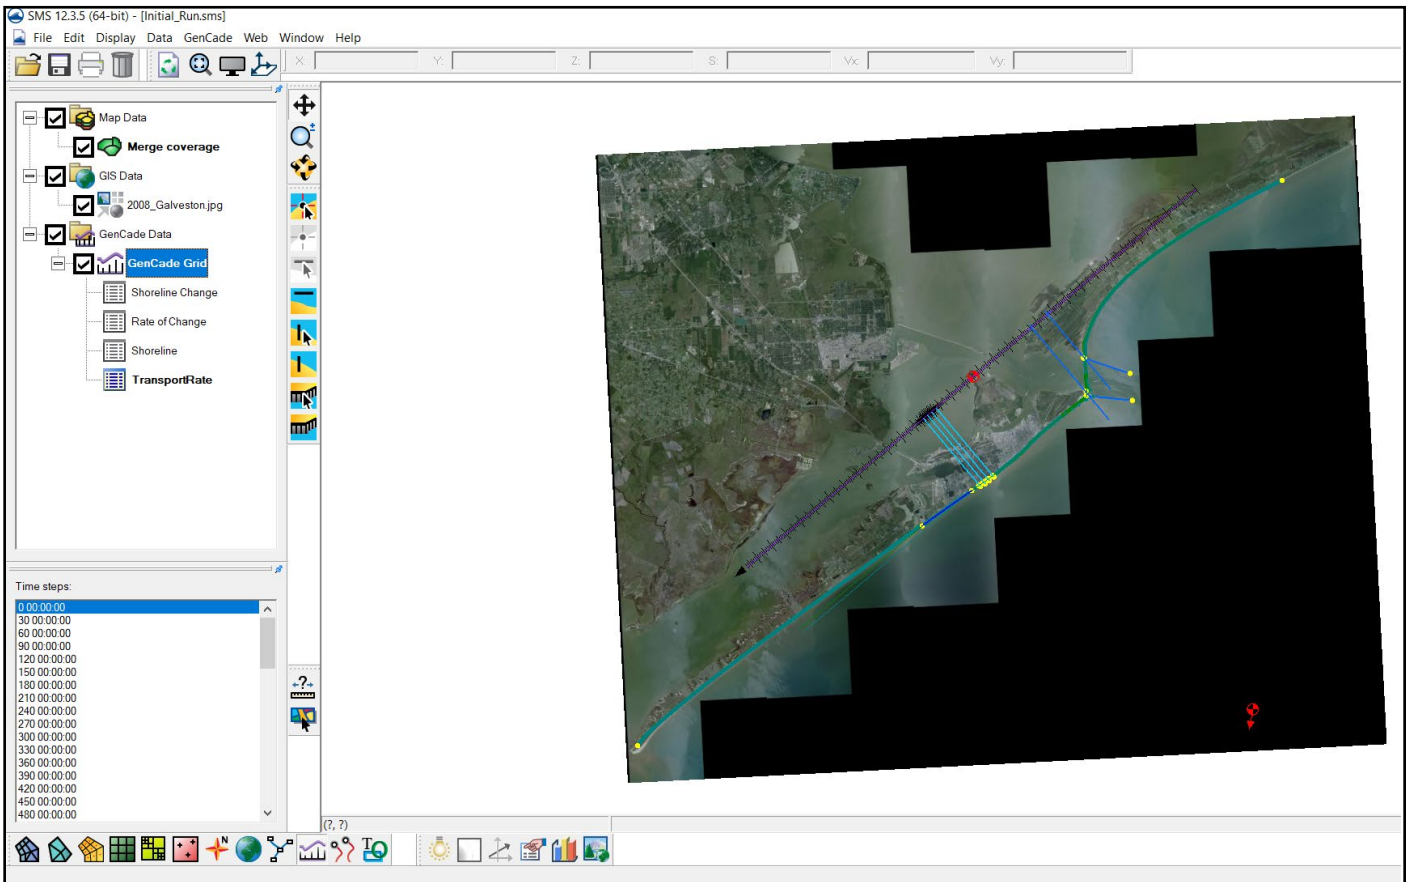 SMS 12.3.5 (64-bit) - [Initial_Run.sms]
File Edit Display Data GenCade Web Window Help
X: Y: Z: S: Vx: Vy:
Map Data
Merge coverage
GIS Data
2008_Galveston.jpg
GenCade Data
GenCade Grid
Shoreline Change
Rate of Change
Shoreline
TransportRate
Time steps:
0 00:00:00
30 00:00:00
60 00:00:00
90 00:00:00
120 00:00:00
150 00:00:00
180 00:00:00
210 00:00:00
240 00:00:00
270 00:00:00
300 00:00:00
330 00:00:00
360 00:00:00
390 00:00:00
420 00:00:00
450 00:00:00
480 00:00:00
(?, ?)